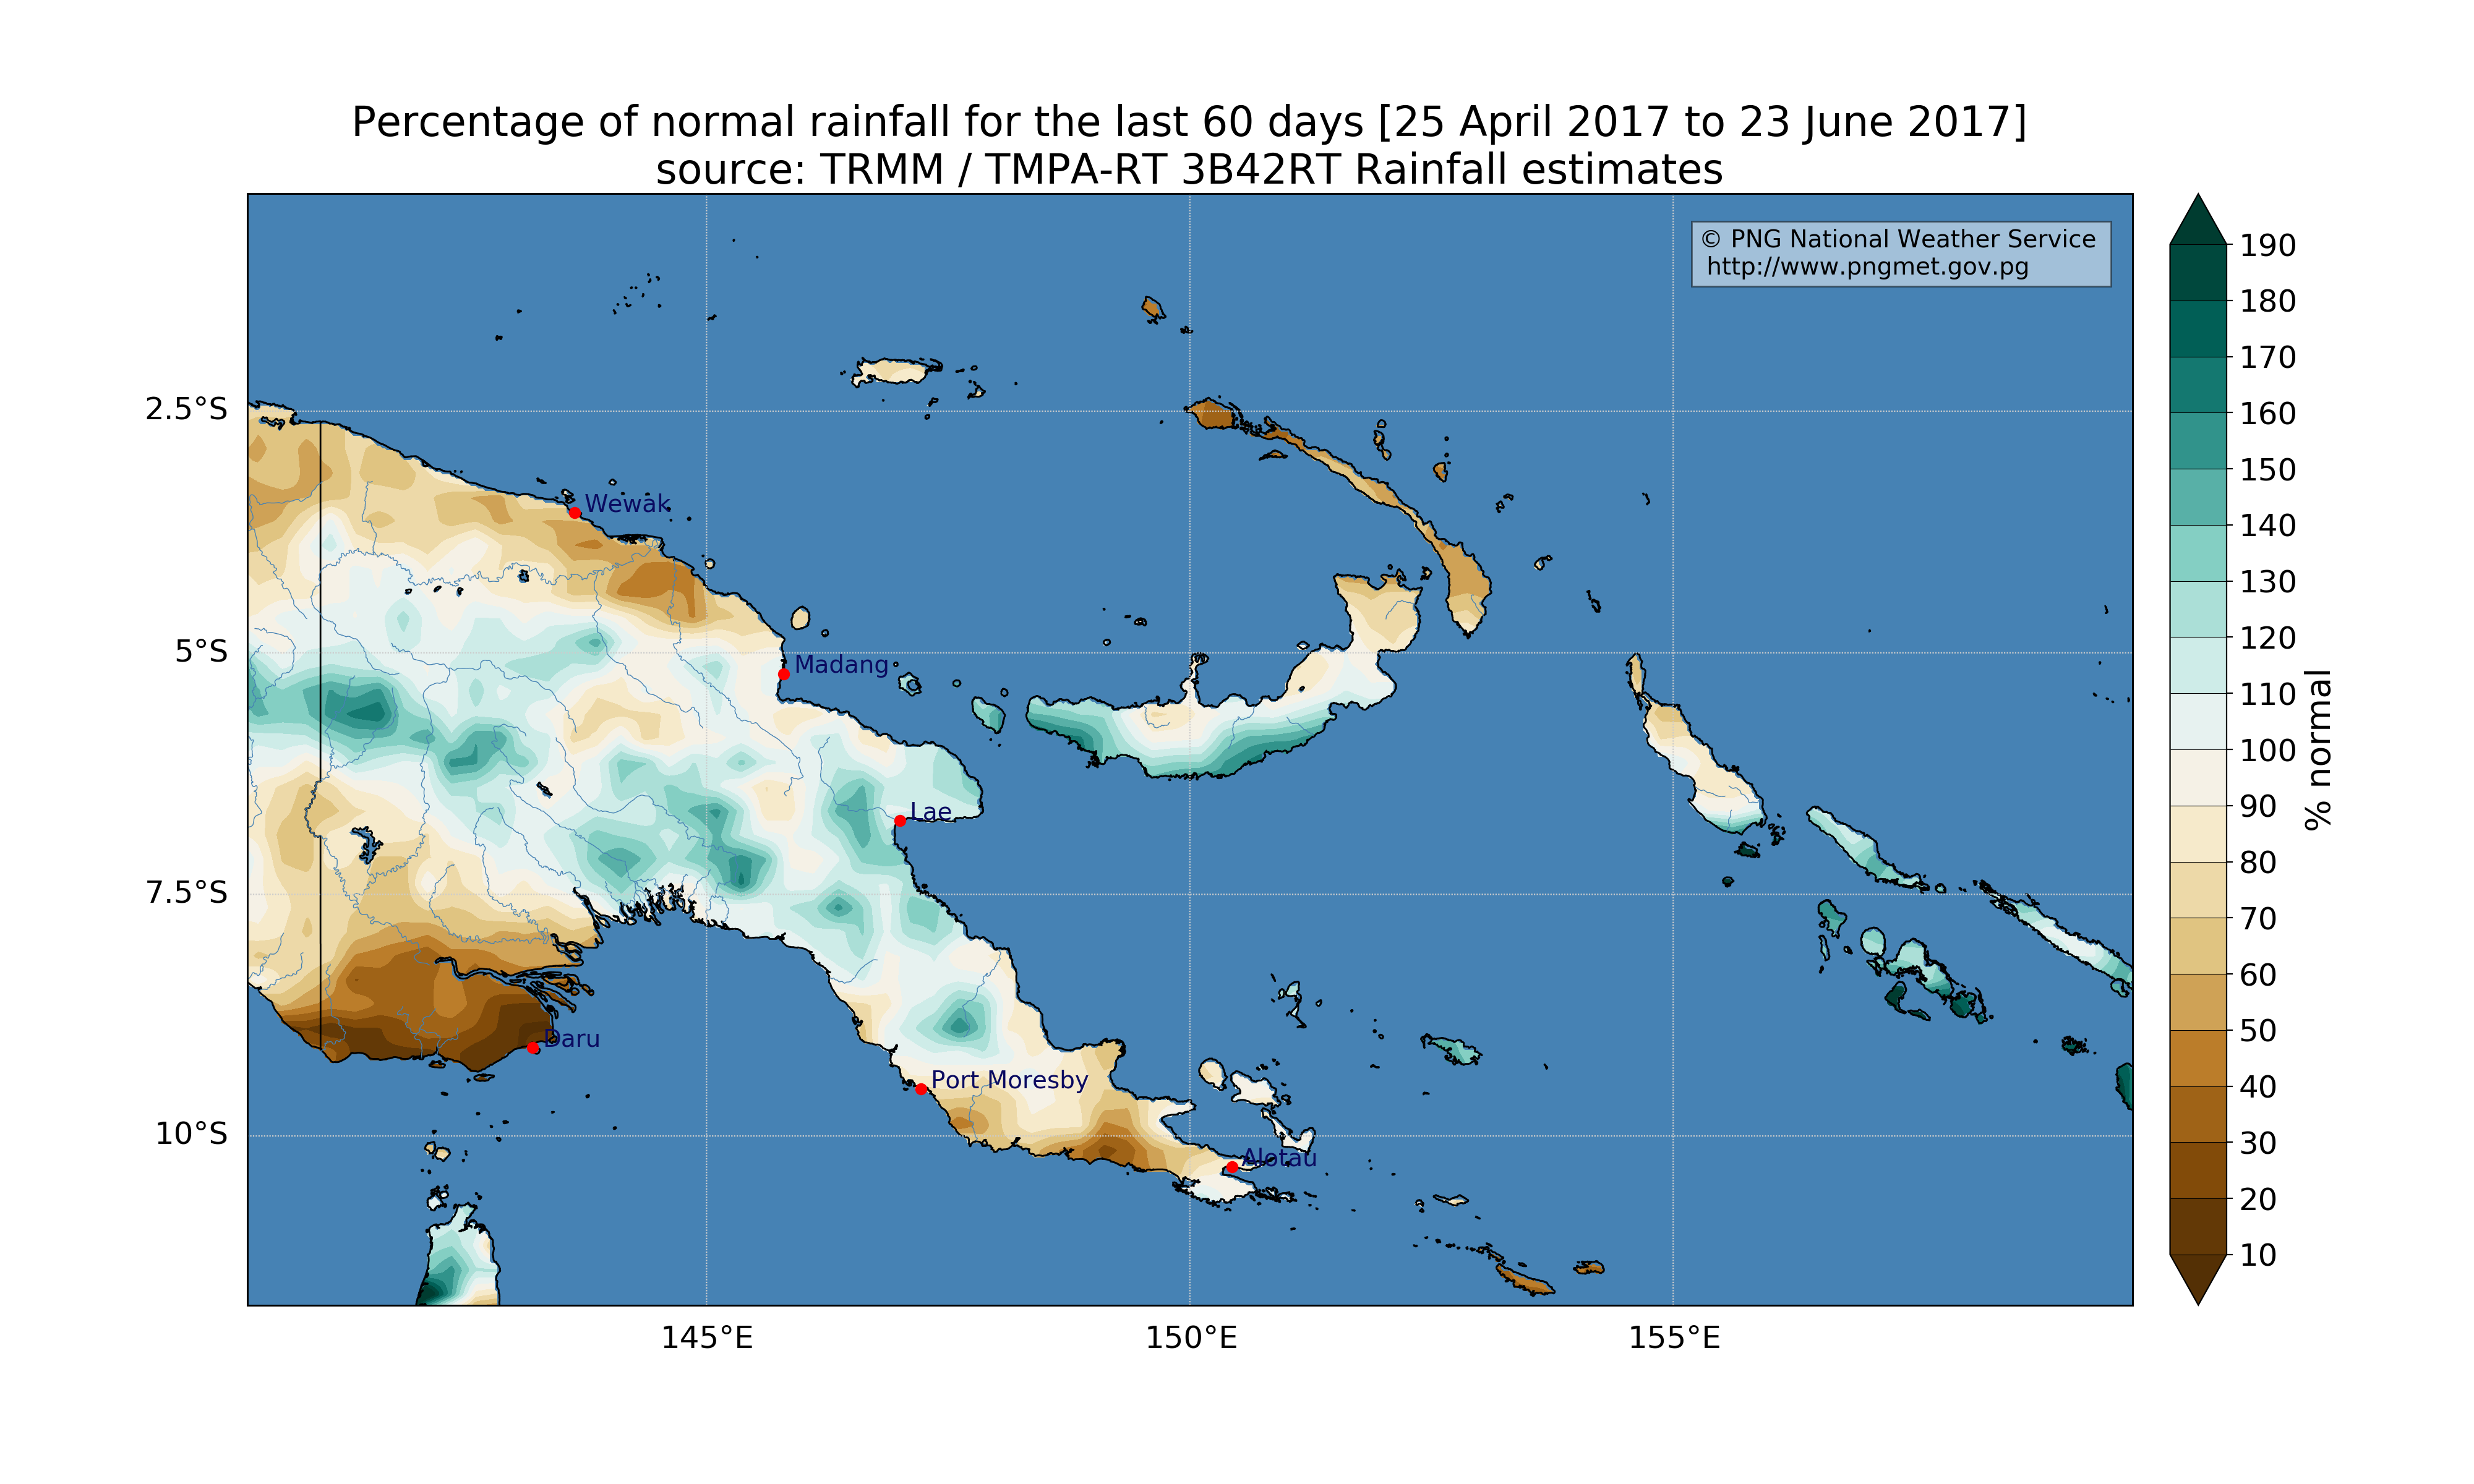 Percentage of normal rainfall for the last 60 days [25 April 2017 to 23 June 2017]
source: TRMM / TMPA-RT 3B42RT Rainfall estimates
© PNG National Weather Service
http://www.pngmet.gov.pg
2.5°S
5°S
7.5°S
10°S
Wewak
Madang
Lae
Daru
Port Moresby
Alotau
145°E
150°E
155°E
190
180
170
160
150
140
130
120
110
100
90
80
70
60
50
40
30
20
10
% normal